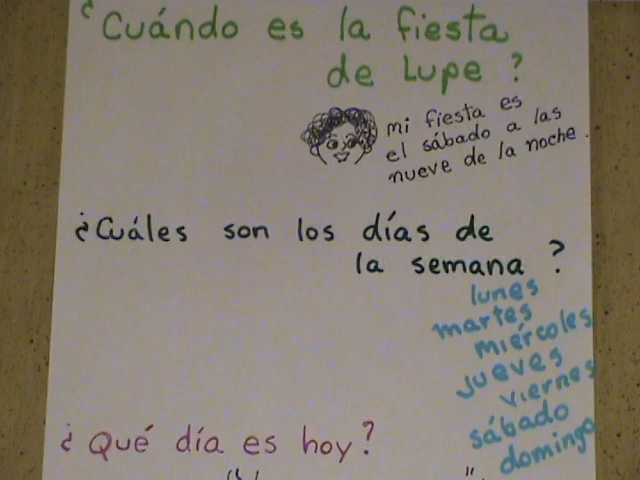 ¿Cuándo es la fiesta
de Lupe ?
mi fiesta es
el sábado a las
nueve de la noche.
¿Cuáles son los días de
la semana ?
lunes
martes
miércoles
jueves
viernes
sábado
domingo
¿Qué día es hoy?